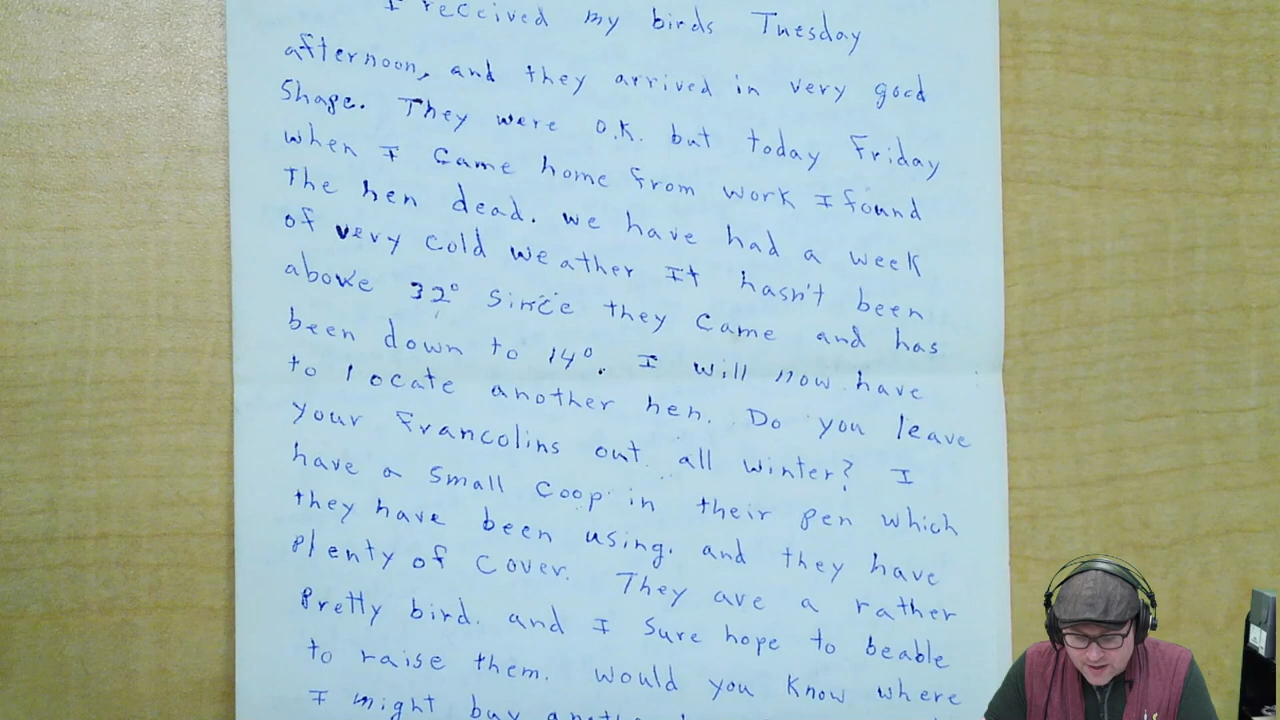 I received my birds Tuesday
afternoon, and they arrived in very good
Shape. They were O.K. but today Friday
when I came home from work I found
The hen dead. we have had a week
of very cold weather It hasn't been
above 32° since they came and has
been down to 14°. I will now have
to locate another hen. Do you leave
your Francolins out all winter? I
have a small coop in their pen which
they have been using. and they have
plenty of cover. They are a rather
Pretty bird. and I sure hope to beable
to raise them. would you know where
I might buy